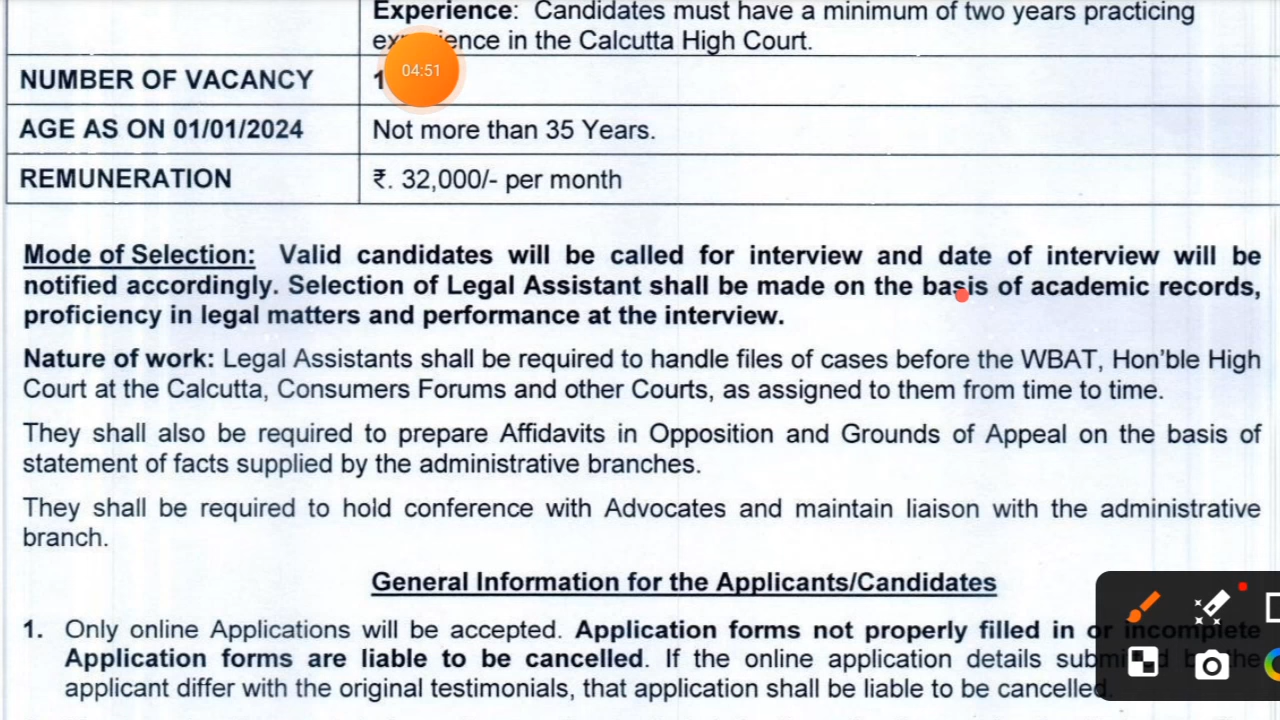 Experience: Candidates must have a minimum of two years practicing
in the Calcutta High Court.
NUMBER OF VACANCY
04:51
AGE AS ON 01/01/2024
Not more than 35 Years.
REMUNERATION
₹. 32,000/- per month
Mode of Selection: Valid candidates will be called for interview and date of interview will be
notified accordingly. Selection of Legal Assistant shall be made on the basis of academic records,
proficiency in legal matters and performance at the interview.
Nature of work: Legal Assistants shall be required to handle files of cases before the WBAT, Hon'ble High
Court at the Calcutta, Consumers Forums and other Courts, as assigned to them from time to time.
They shall also be required to prepare Affidavits in Opposition and Grounds of Appeal on the basis of
statement of facts supplied by the administrative branches.
They shall be required to hold conference with Advocates and maintain liaison with the administrative
branch.
General Information for the Applicants/Candidates
1. Only online Applications will be accepted. Application forms not properly filled in or incomplete
Application forms are liable to be cancelled. If the online application details the
applicant differ with the original testimonials, that application shall be liable to be cancelled.